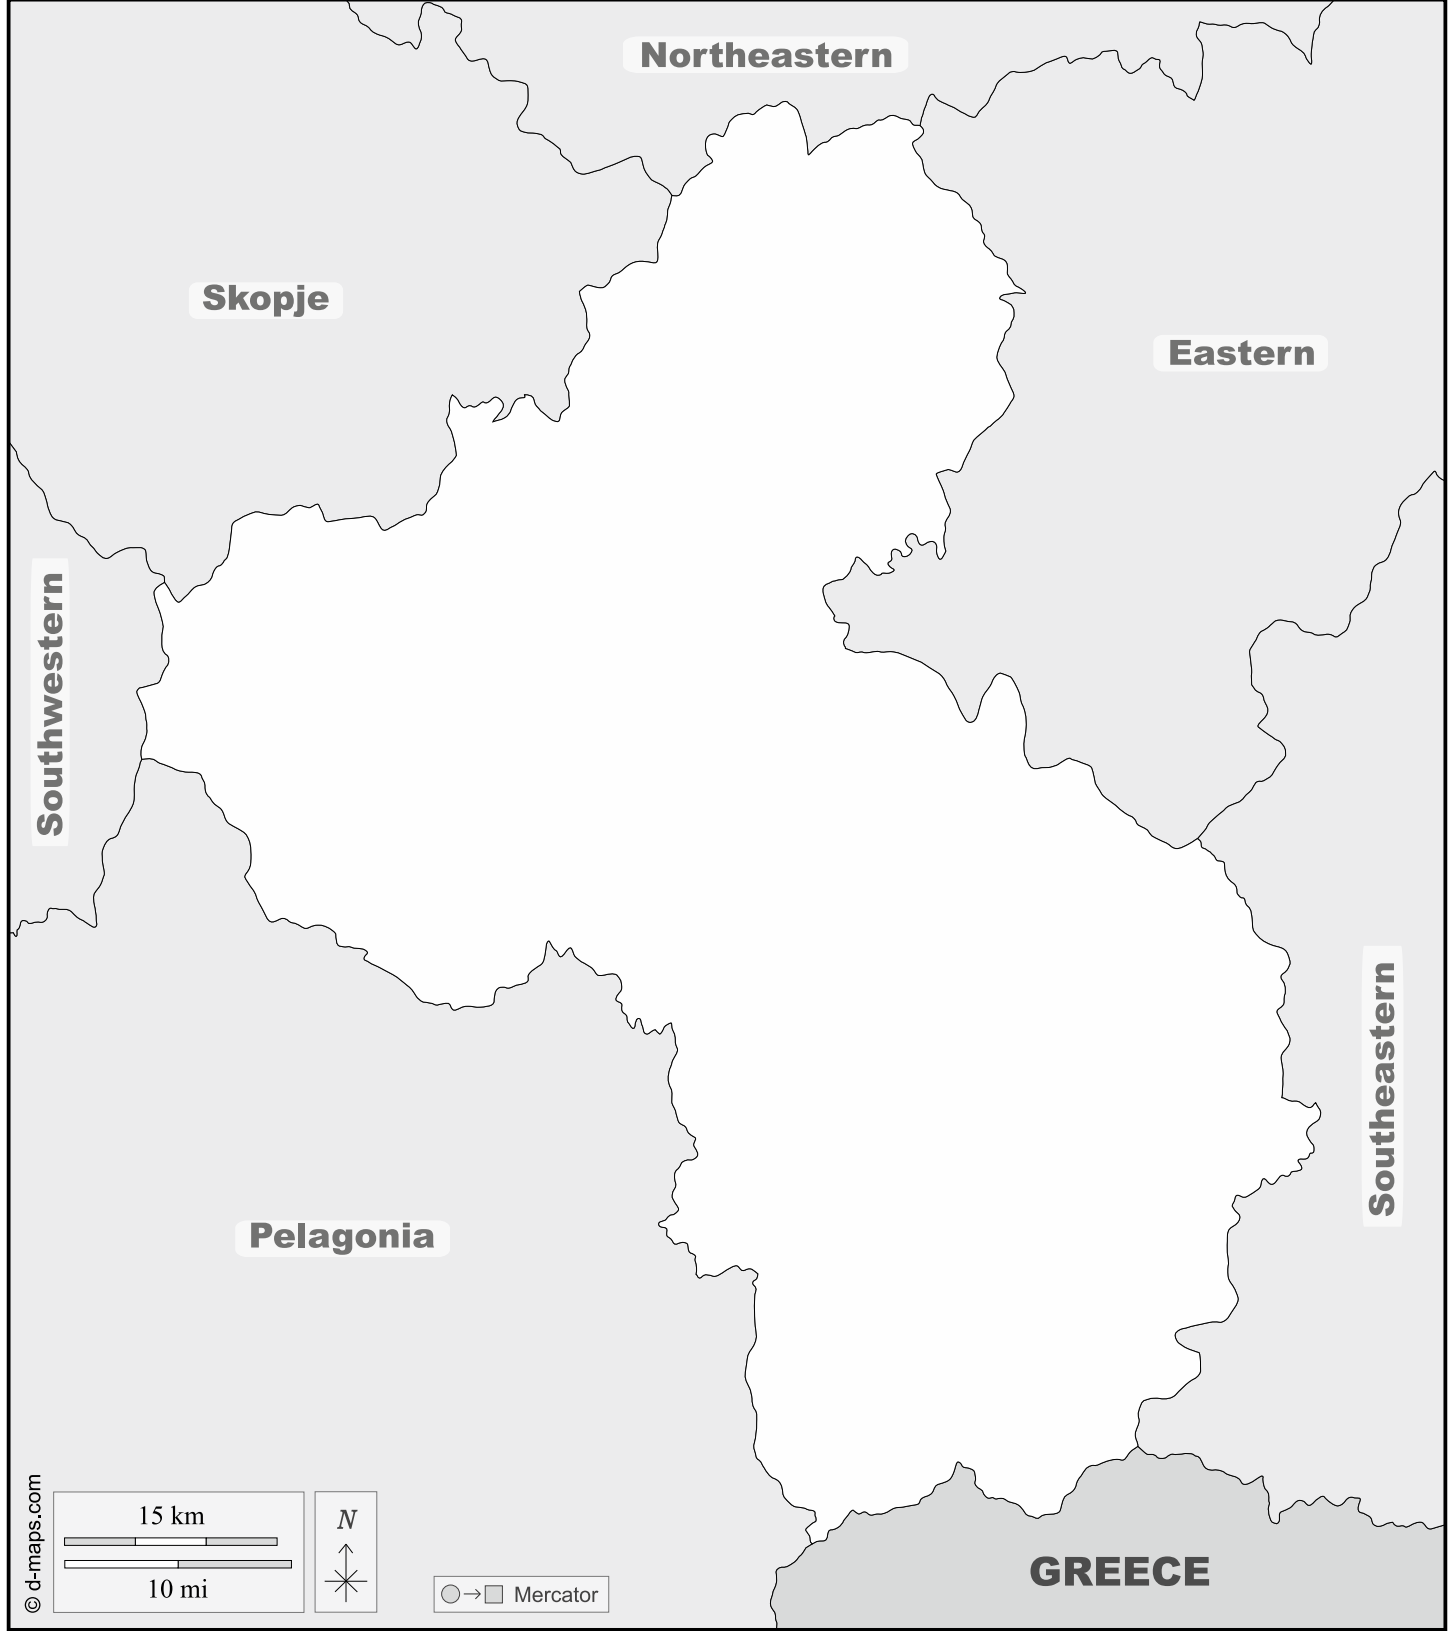 Northeastern
Skopje
Eastern
Southwestern
Southeastern
Pelagonia
GREECE
© d-maps.com
15 km
10 mi
N
Mercator